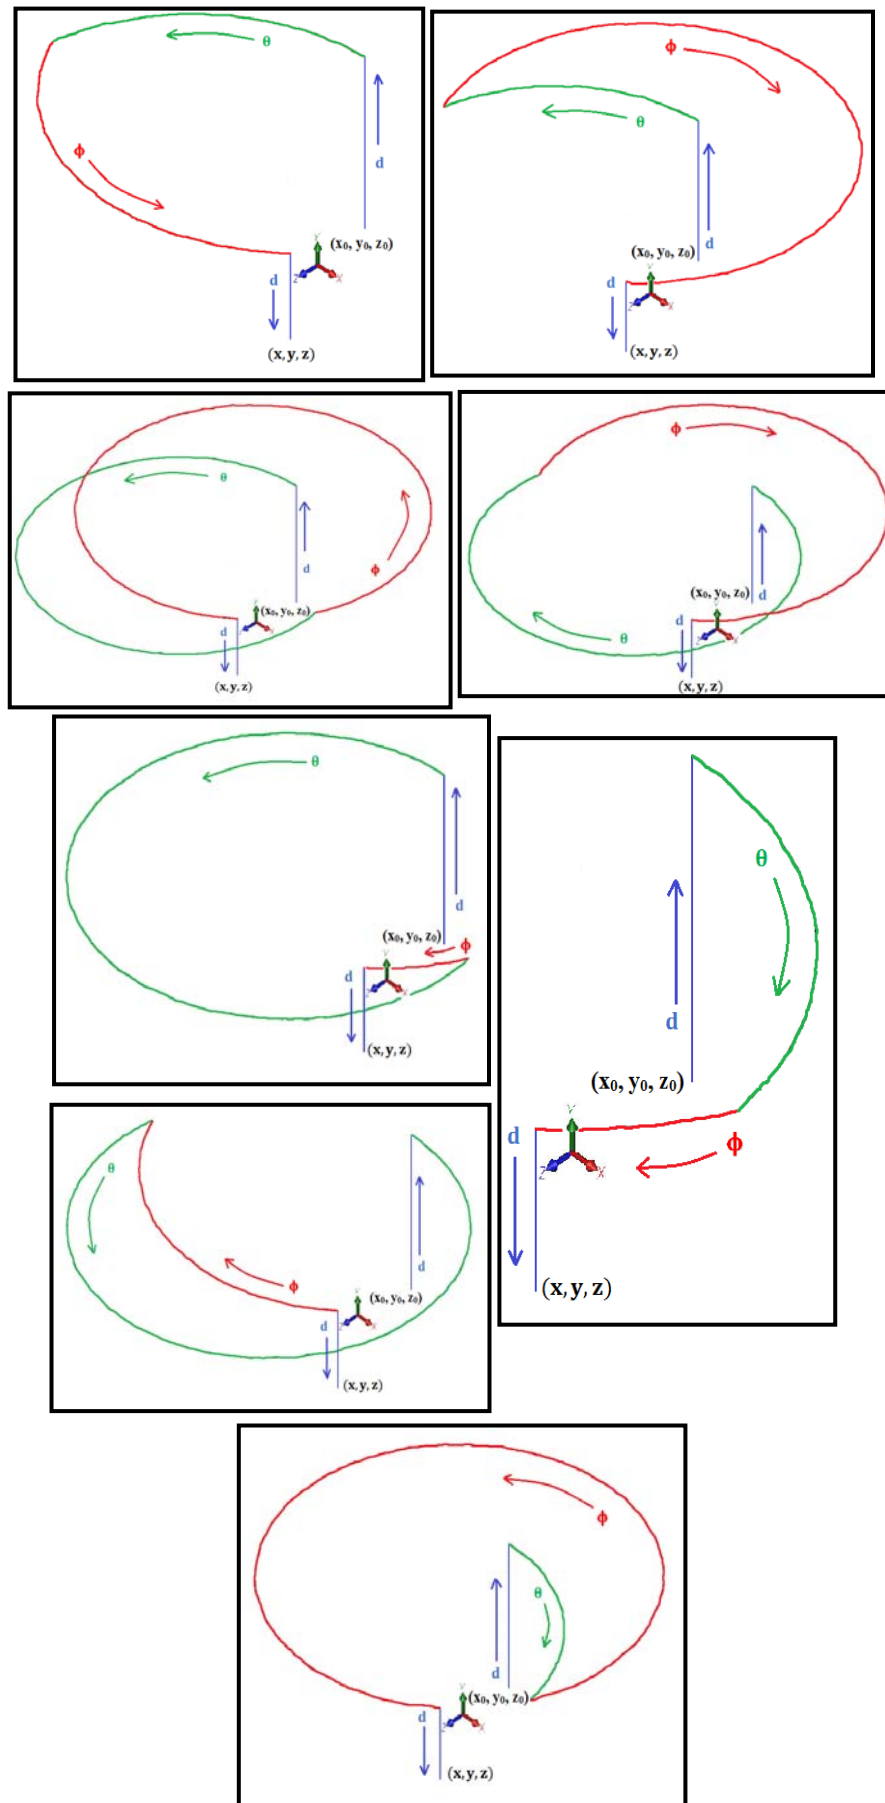 θ
ϕ
d
(x₀, y₀, z₀)
Y
Z
X
d
(x, y, z)
ϕ
θ
d
(x₀, y₀, z₀)
Y
Z
X
d
(x, y, z)
θ
ϕ
d
(x₀, y₀, z₀)
d
(x, y, z)
ϕ
θ
d
(x₀, y₀, z₀)
Z
d
(x, y, z)
θ
d
(x₀, y₀, z₀)
ϕ
Y
Z
X
d
(x, y, z)
θ
d
(x₀, y₀, z₀)
Y
Z
X
ϕ
d
(x, y, z)
θ
ϕ
d
(x₀, y₀, z₀)
Y
Z
X
d
(x, y, z)
ϕ
θ
d
(x₀, y₀, z₀)
Y
Z
X
d
(x, y, z)